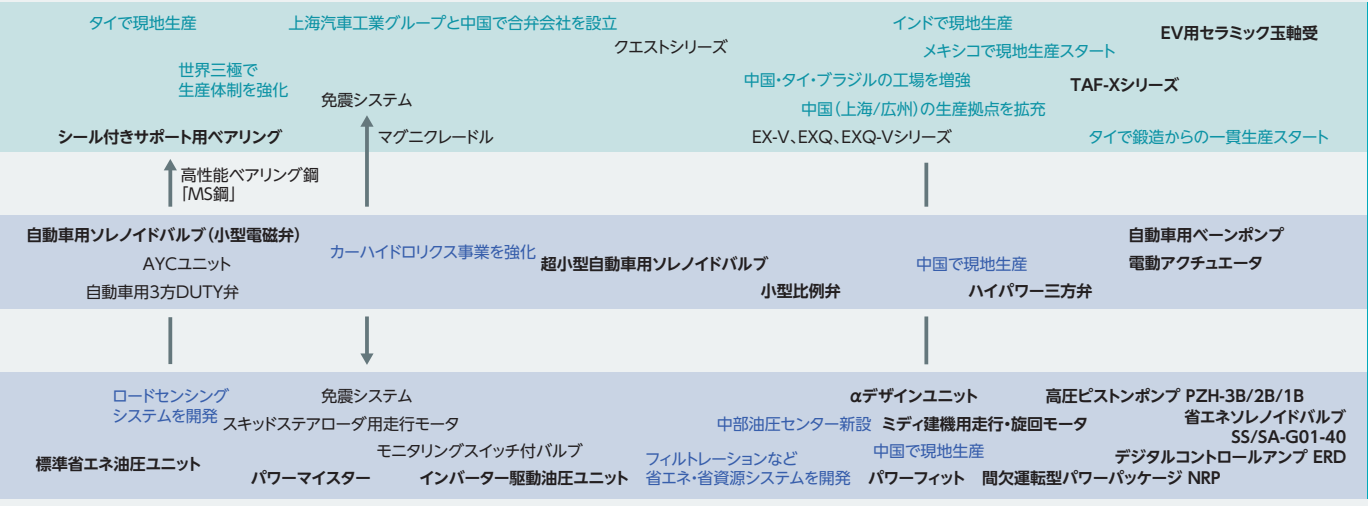 タイで現地生産
上海汽車工業グループと中国で合弁会社を設立
インドで現地生産
EV用セラミック玉軸受
クエストシリーズ
メキシコで現地生産スタート
世界三極で
生産体制を強化
中国・タイ・ブラジルの工場を増強
TAF-Xシリーズ
免震システム
中国（上海/広州）の生産拠点を拡充
シール付きサポート用ベアリング
マグニクレードル
EX-V、EXQ、EXQ-Vシリーズ
タイで鍛造からの一貫生産スタート
高性能ベアリング鋼
「MS鋼」
自動車用ソレノイドバルブ（小型電磁弁）
自動車用ベーンポンプ
カーハイドロリクス事業を強化
AYCユニット
超小型自動車用ソレノイドバルブ
中国で現地生産
電動アクチュエータ
自動車用3方DUTY弁
小型比例弁
ハイパワー三方弁
ロードセンシング
システムを開発
免震システム
αデザインユニット
高圧ピストンポンプ PZH-3B/2B/1B
スキッドステアローダ用走行モータ
中部油圧センター新設
ミディ建機用走行・旋回モータ
省エネソレノイドバルブ
SS/SA-G01-40
モニタリングスイッチ付バルブ
中国で現地生産
デジタルコントロールアンプ ERD
標準省エネ油圧ユニット
フィルトレーションなど
省エネ・省資源システムを開発
パワーマイスター
インバーター駆動油圧ユニット
パワーフィット
間欠運転型パワーパッケージ NRP